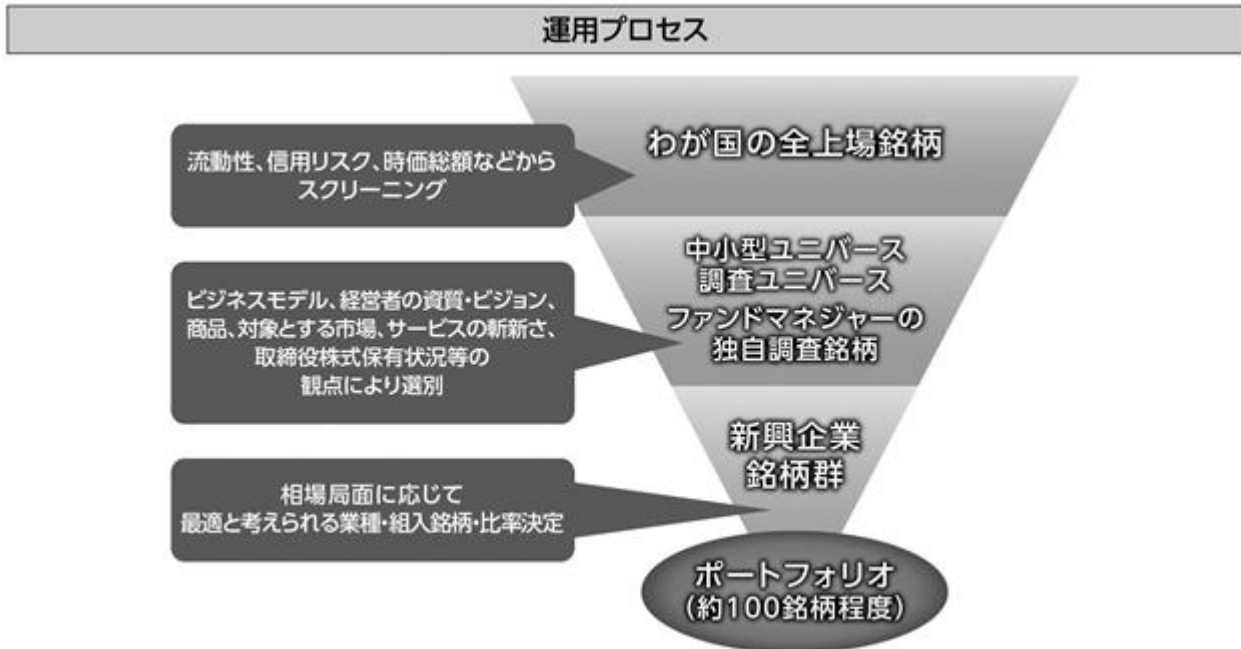 運用プロセス
わが国の全上場銘柄
流動性、信用リスク、時価総額などから
スクリーニング
中小型ユニバース
調査ユニバース
ファンドマネジャーの
独自調査銘柄
ビジネスモデル、経営者の資質・ビジョン、
商品、対象とする市場、サービスの斬新さ、
取締役株式保有状況等の
観点により選別
新興企業
銘柄群
相場局面に応じて
最適と考えられる業種・組入銘柄・比率決定
ポートフォリオ
(約100銘柄程度)